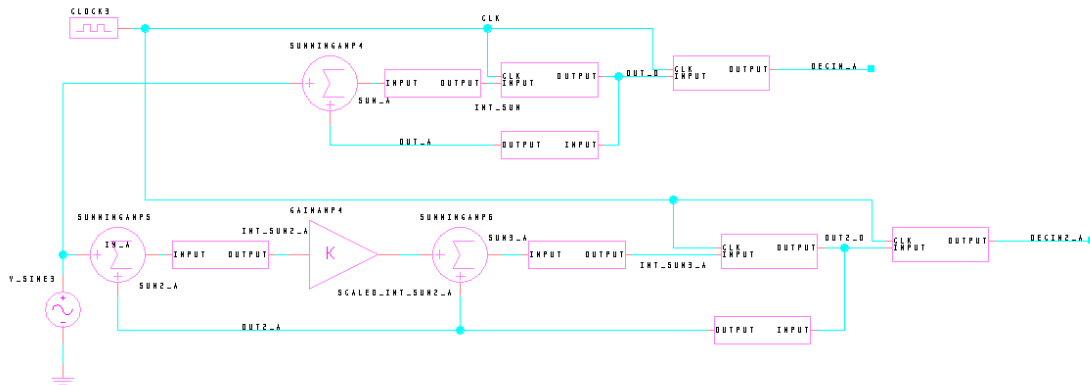 CLOCK3
CLK
SUMMINGAMP4
INPUT OUTPUT
SUM_A
CLK
INPUT
OUTPUT
INT_SUM
OUT_D
CLK
INPUT
OUTPUT
DECIM_A
OUT_A
OUTPUT INPUT
SUMMINGAMP5
IN_A
SUM2_A
INPUT OUTPUT
INT_SUM2_A
GAINAMP4
K
SCALED_INT_SUM2_A
SUMMINGAMP6
SUM3_A
INPUT OUTPUT
INT_SUM3_A
CLK
INPUT
OUTPUT
OUT2_D
CLK
INPUT
OUTPUT
DECIM2_A
V_SINE3
OUT2_A
OUTPUT INPUT